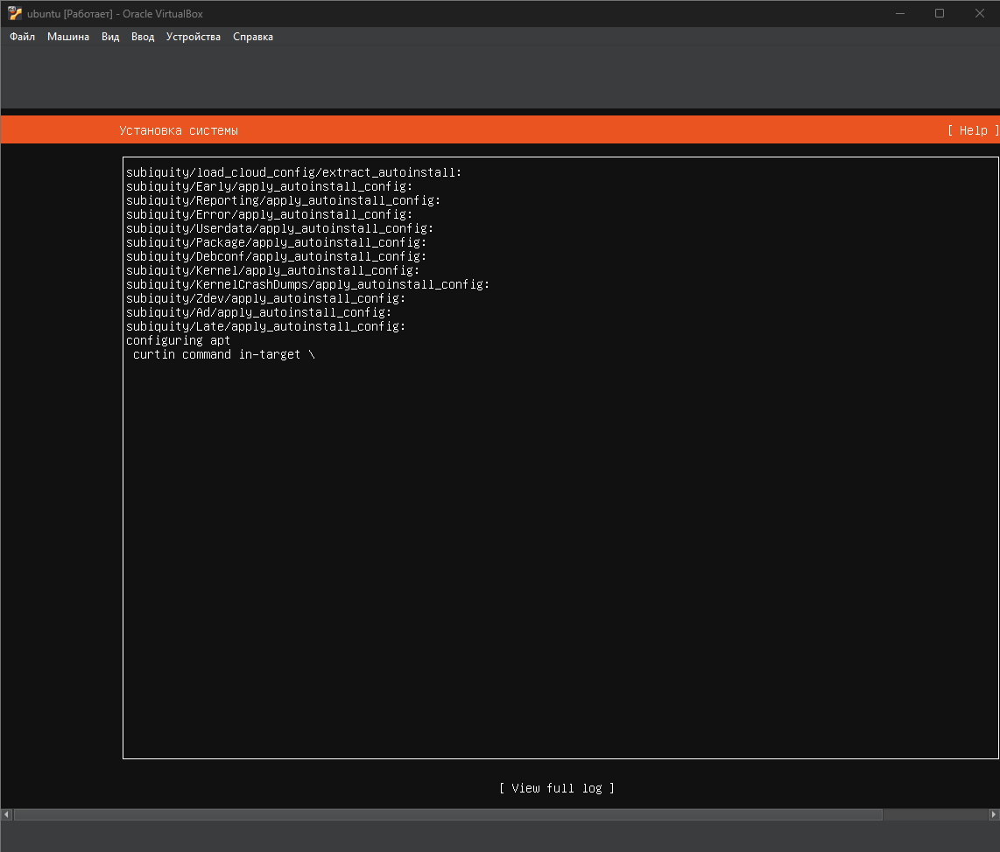 ubuntu [Работает] - Oracle VirtualBox
Файл Машина Вид Ввод Устройства Справка
Установка системы [ Help ]
subiquity/load_cloud_config/extract_autoinstall:
subiquity/Early/apply_autoinstall_config:
subiquity/Reporting/apply_autoinstall_config:
subiquity/Error/apply_autoinstall_config:
subiquity/Userdata/apply_autoinstall_config:
subiquity/Package/apply_autoinstall_config:
subiquity/Debconf/apply_autoinstall_config:
subiquity/Kernel/apply_autoinstall_config:
subiquity/KernelCrashDumps/apply_autoinstall_config:
subiquity/Zdev/apply_autoinstall_config:
subiquity/Ad/apply_autoinstall_config:
subiquity/Late/apply_autoinstall_config:
configuring apt
curtin command in-target \
[ View full log ]